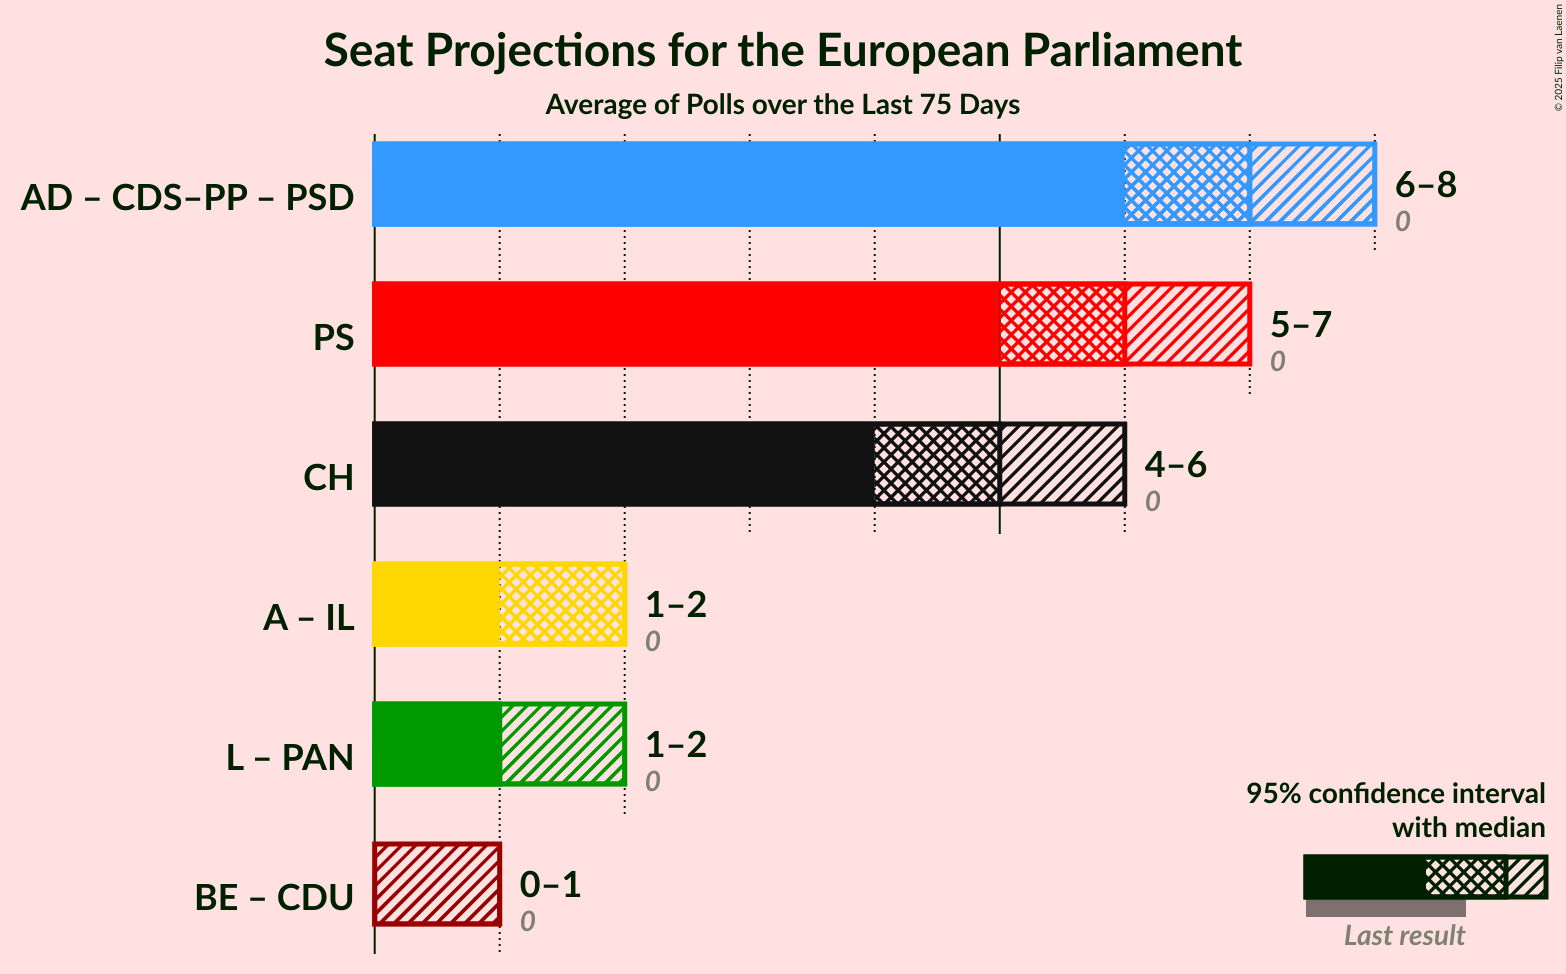 Seat Projections for the European Parliament
Average of Polls over the Last 75 Days
© 2025 Filip van Laenen
AD – CDS–PP – PSD
6–8
0
PS
5–7
0
CH
4–6
0
A – IL
1–2
0
L – PAN
1–2
0
BE – CDU
0–1
0
95% confidence interval
with median
Last result